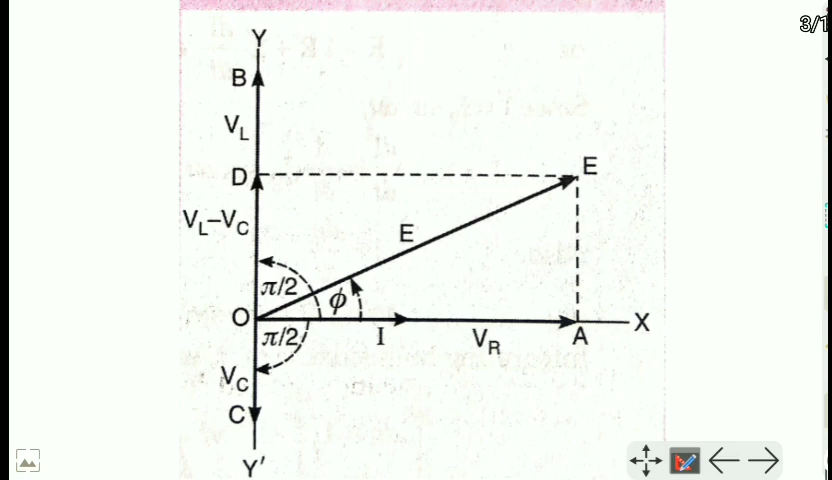 3/1
Y
B
V_L
D
E
V_L–V_C
E
π/2
ϕ
O
X
π/2
I
V_R
A
V_C
C
Y′